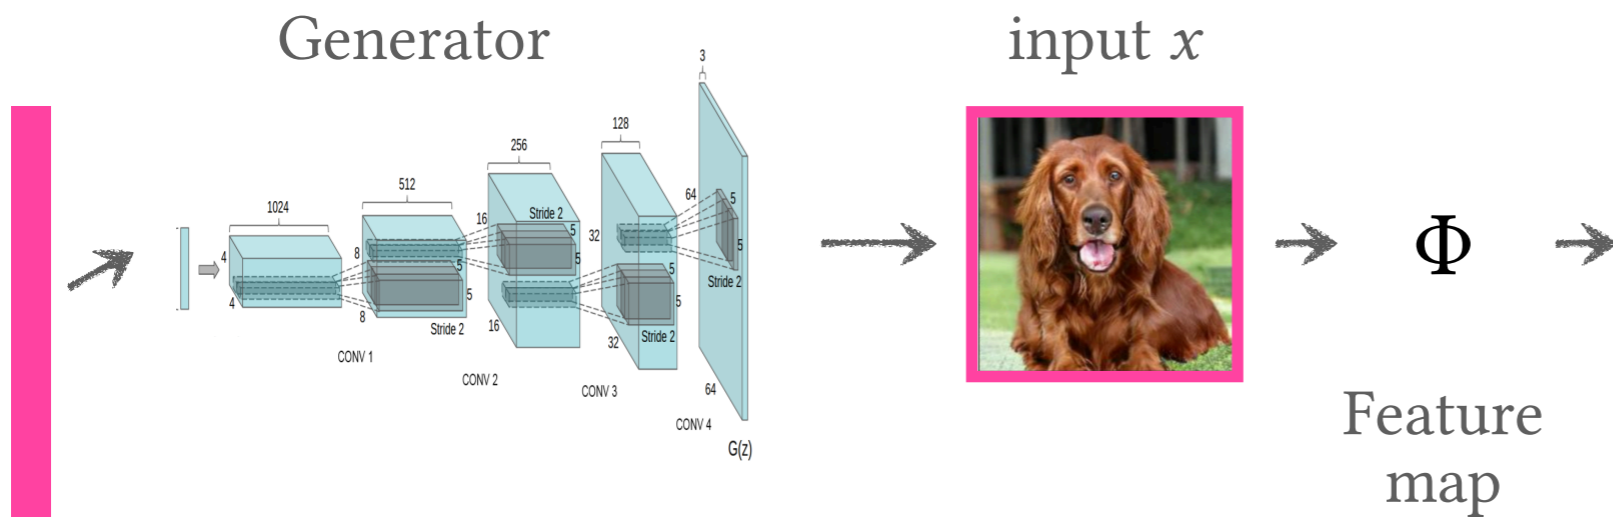 Generator
input x
3
128
256
512
1024
64
5
16
Stride 2
5
32
5
5
4
8
5
5
5
Stride 2
4
5
5
8
Stride 2
16
32
Stride 2
CONV 1
CONV 2
CONV 3
64
CONV 4
G(z)
Φ
Feature
map